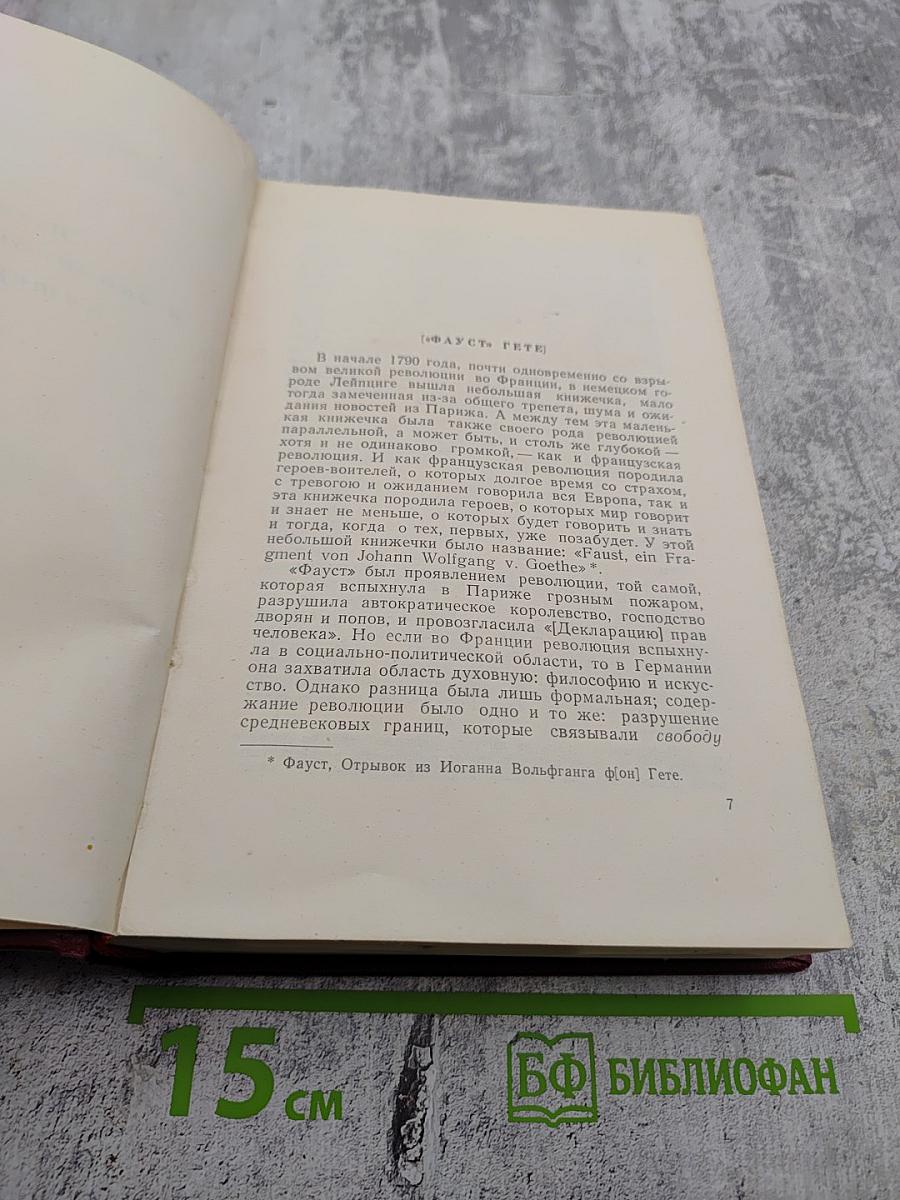 [«ФАУСТ» ГЕТЕ]
В начале 1790 года, почти одновременно со взры-
вом великой революции во Франции, в немецком го-
роде Лейпциге вышла небольшая книжечка, мало
тогда замеченная из-за общего трепета, шума и ожи-
дания новостей из Парижа. А между тем эта малень-
кая книжечка была также своего рода революцией
параллельной, а может быть, и столь же глубокой —
хотя и не одинаково громкой, — как и французская
революция. И как французская революция породила
героев-воителей, о которых долгое время со страхом,
с тревогою и ожиданием говорила вся Европа, так и
эта книжечка породила героев, о которых мир говорит
и знает не меньше, о которых будет говорить и знать
и тогда, когда о тех, первых, уже позабудет. У этой
небольшой книжечки было название: «Faust, ein Fra-
gment von Johann Wolfgang v. Goethe» *.
«Фауст» был проявлением революции, той самой,
которая вспыхнула в Париже грозным пожаром,
разрушила автократическое королевство, господство
дворян и попов, и провозгласила «[Декларацию] прав
человека». Но если во Франции революция вспыхну-
ла в социально-политической области, то в Германии
она захватила область духовную: философию и искус-
ство. Однако разница была лишь формальная; содер-
жание революции было одно и то же: разрушение
средневековых границ, которые связывали свободу
* Фауст, Отрывок из Иоганна Вольфганга ф[он] Гете.
7
15 см
БФ БИБЛИОФАН